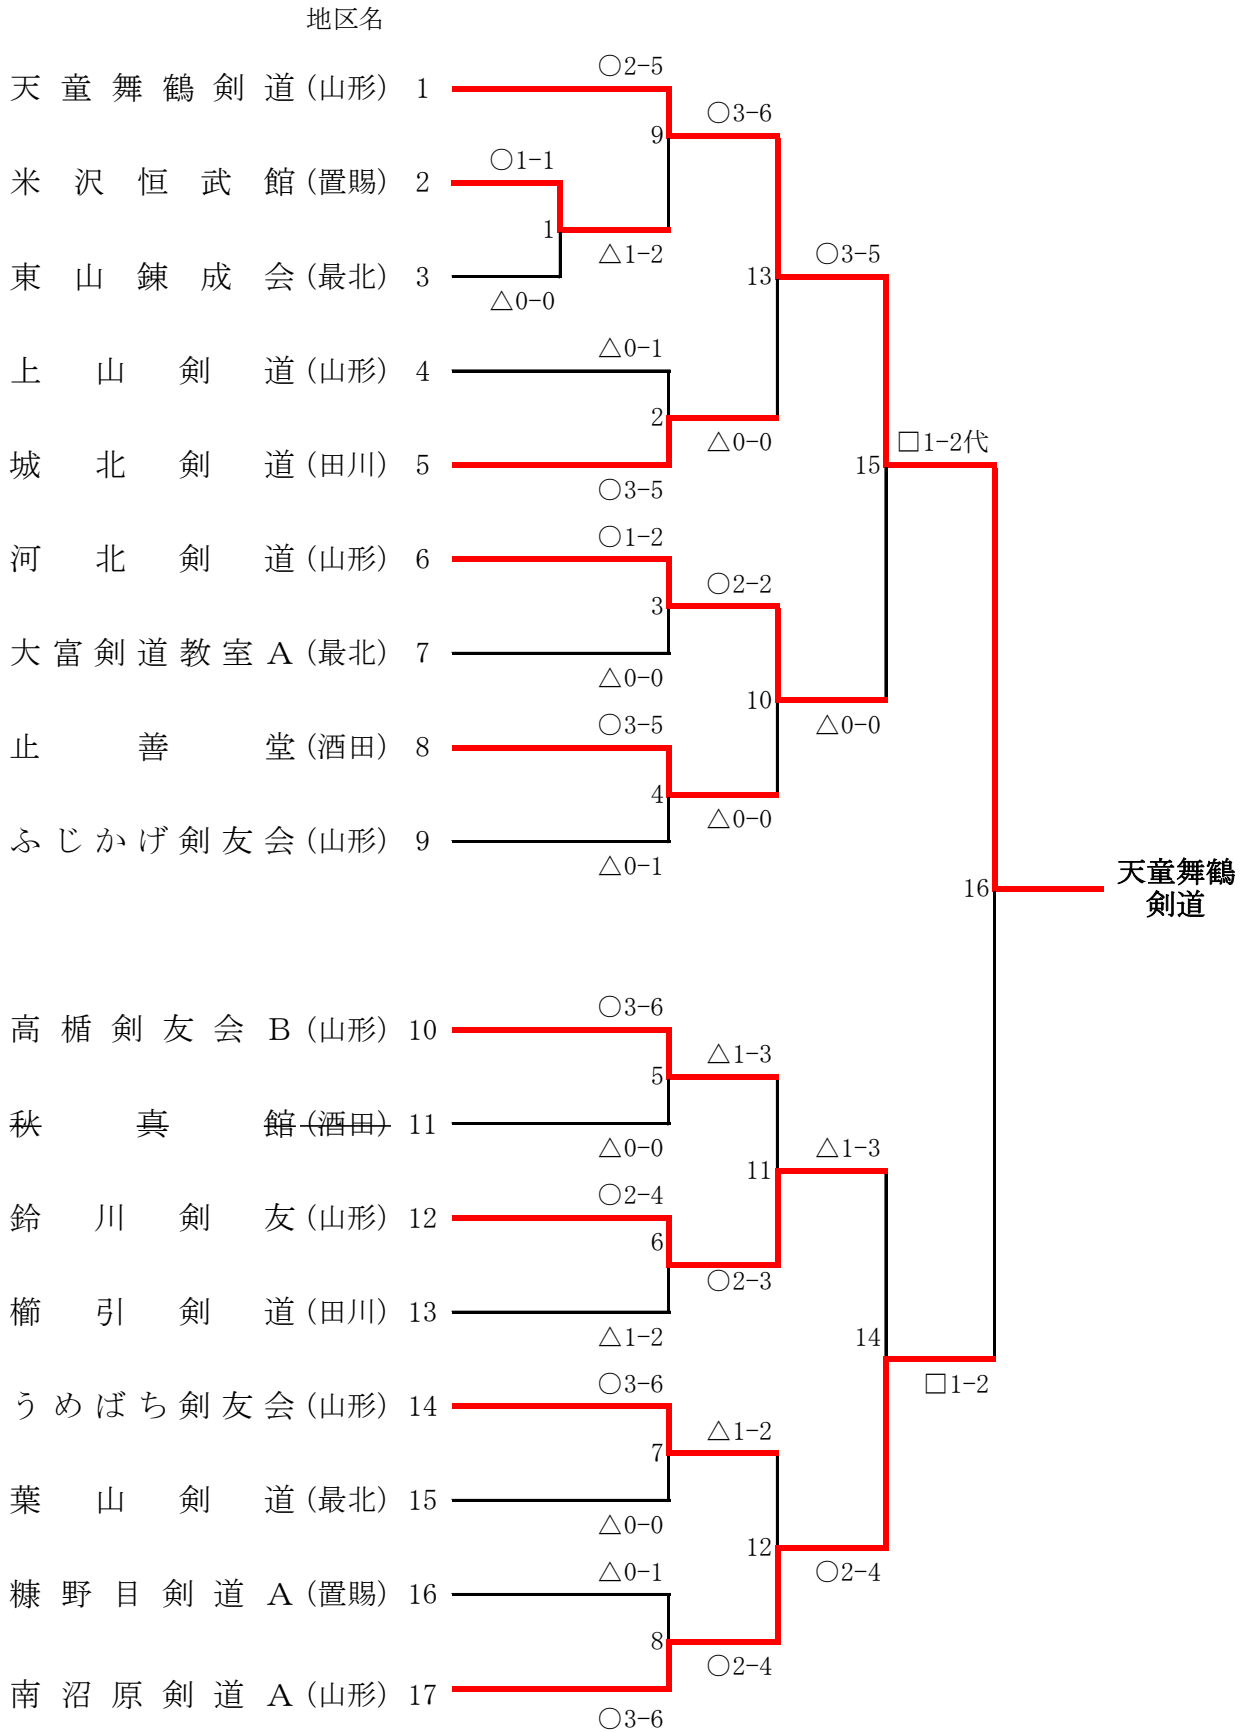 地区名
天童舞鶴剣道 (山形) 1
米沢恒武館 (置賜) 2
東山錬成会 (最北) 3
上山剣道 (山形) 4
城北剣道 (田川) 5
河北剣道 (山形) 6
大富剣道教室A (最北) 7
止善堂 (酒田) 8
ふじかげ剣友会 (山形) 9
高楯剣友会B (山形) 10
秋真館 (酒田) 11
鈴川剣友 (山形) 12
櫛引剣道 (田川) 13
うめばち剣友会 (山形) 14
葉山剣道 (最北) 15
糠野目剣道A (置賜) 16
南沼原剣道A (山形) 17
○1-1
1
△0-0
○2-5
9
△1-2
△0-1
2
○3-5
○1-2
3
△0-0
○3-5
4
△0-1
○3-6
5
△0-0
○2-4
6
△1-2
○3-6
7
△0-0
△0-1
8
○3-6
○3-6
13
△0-0
○2-2
10
△0-0
△1-3
11
○2-3
△1-2
12
○2-4
○3-5
15
△0-0
△1-3
14
○2-4
□1-2代
16
□1-2
天童舞鶴
剣道